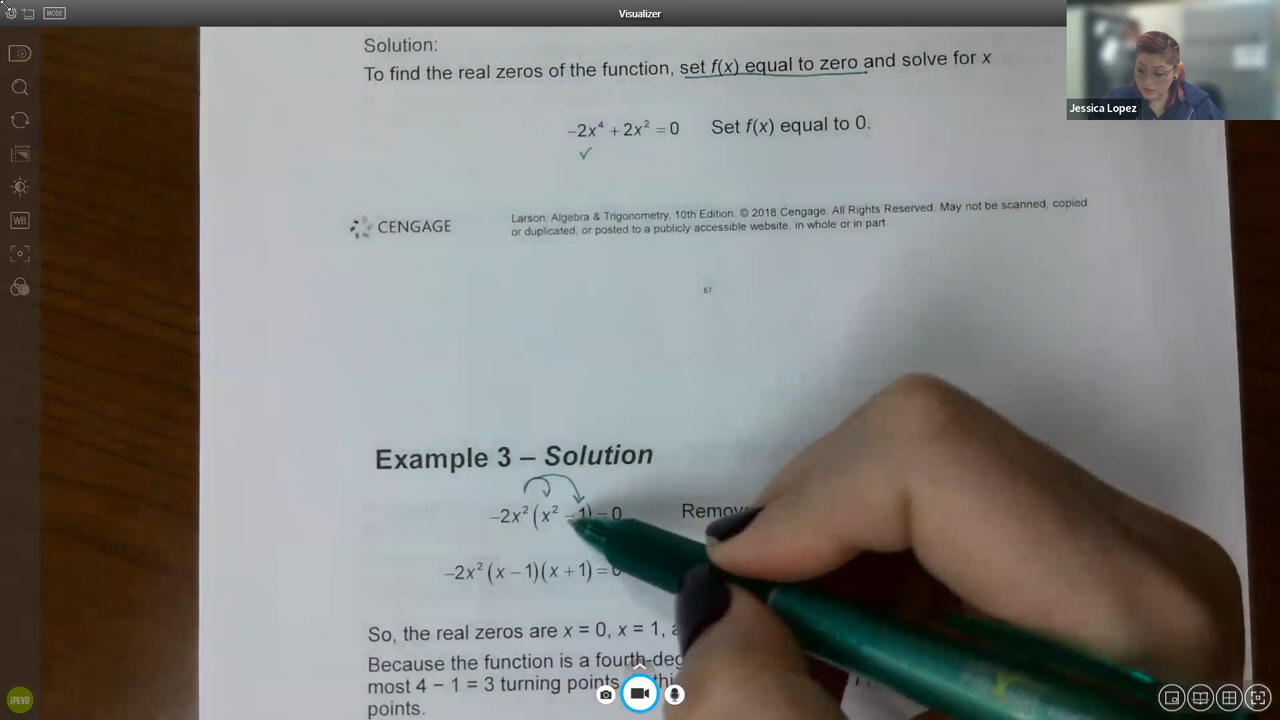 MODE
Visualizer
Jessica Lopez
Solution:
To find the real zeros of the function, set f(x) equal to zero and solve for x
−2x⁴ + 2x² = 0 Set f(x) equal to 0.
CENGAGE
Larson, Algebra & Trigonometry, 10th Edition. © 2018 Cengage. All Rights Reserved. May not be scanned, copied
or duplicated, or posted to a publicly accessible website, in whole or in part.
67
Example 3 – Solution
−2x² (x² − 1) = 0
−2x² (x − 1)(x + 1) = 0
So, the real zeros are x = 0, x = 1,
Because the function is a
most 4 − 1 = 3 turning points
points.
WB
IPEVO